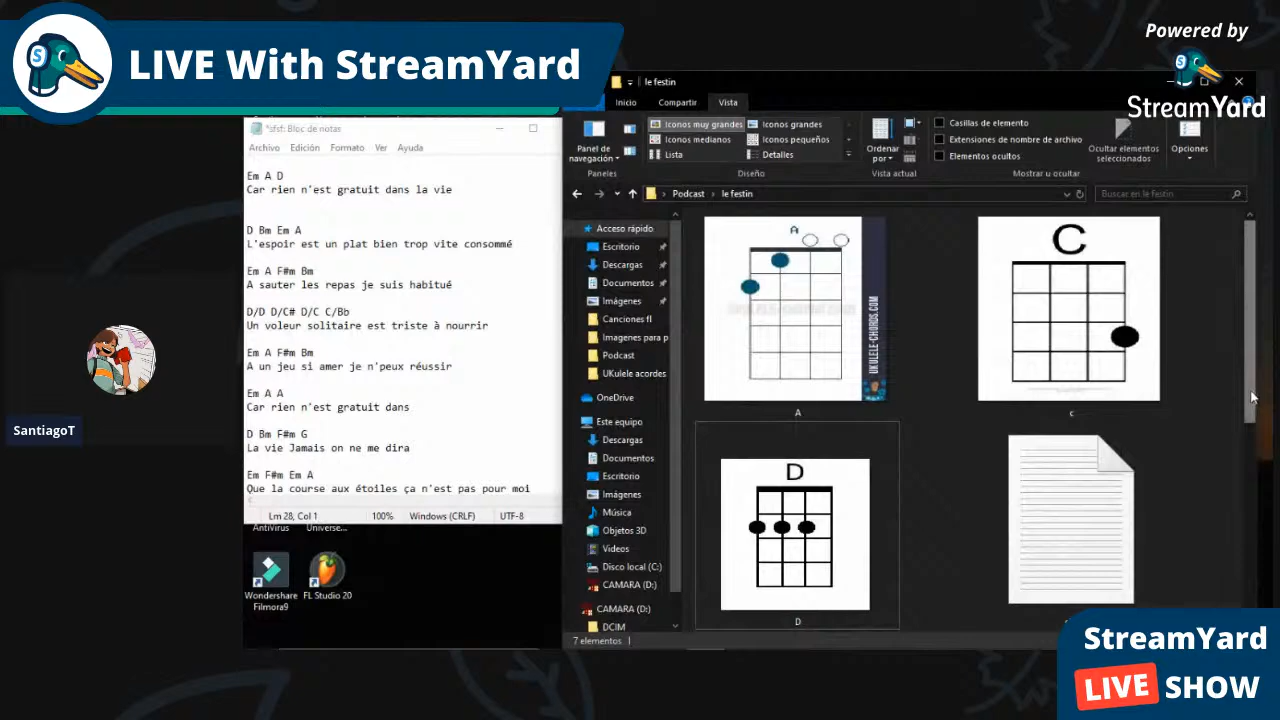 LIVE With StreamYard
Powered by
StreamYard
*sfsf: Bloc de notas
Archivo Edición Formato Ver Ayuda
Em A D
Car rien n'est gratuit dans la vie
D Bm Em A
L'espoir est un plat bien trop vite consommé
Em A F#m Bm
A sauter les repas je suis habitué
D/D D/C# D/C C/Bb
Un voleur solitaire est triste à nourrir
Em A F#m Bm
A un jeu si amer je n'peux réussir
Em A A
Car rien n'est gratuit dans
D Bm F#m G
La vie Jamais on ne me dira
Em F#m Em A
Que la course aux étoiles ça n'est pas pour moi
Lm 28, Col 1 100% Windows (CRLF) UTF-8
Antivirus
Universe...
Wondershare Filmora9
FL Studio 20
SantiagoT
le festin
Inicio Compartir Vista
Panel de navegación
Iconos muy grandes Iconos grandes
Iconos medianos Iconos pequeños
Lista Detalles
Ordenar por
Casillas de elemento
Extensiones de nombre de archivo
Elementos ocultos
Ocultar elementos seleccionados
Opciones
Paneles Diseño Vista actual Mostrar u ocultar
Podcast le festin
Buscar en le festin
Acceso rápido
Escritorio
Descargas
Documentos
Imágenes
Canciones fl
Imagenes para p
Podcast
UKulele acordes
OneDrive
Este equipo
Descargas
Documentos
Escritorio
Imágenes
Música
Objetos 3D
Videos
Disco local (C:)
CAMARA (D:)
CAMARA (D:)
DCIM
7 elementos
A
UKULELE-CHORDS.COM
A
C
c
D
D
StreamYard
LIVE SHOW